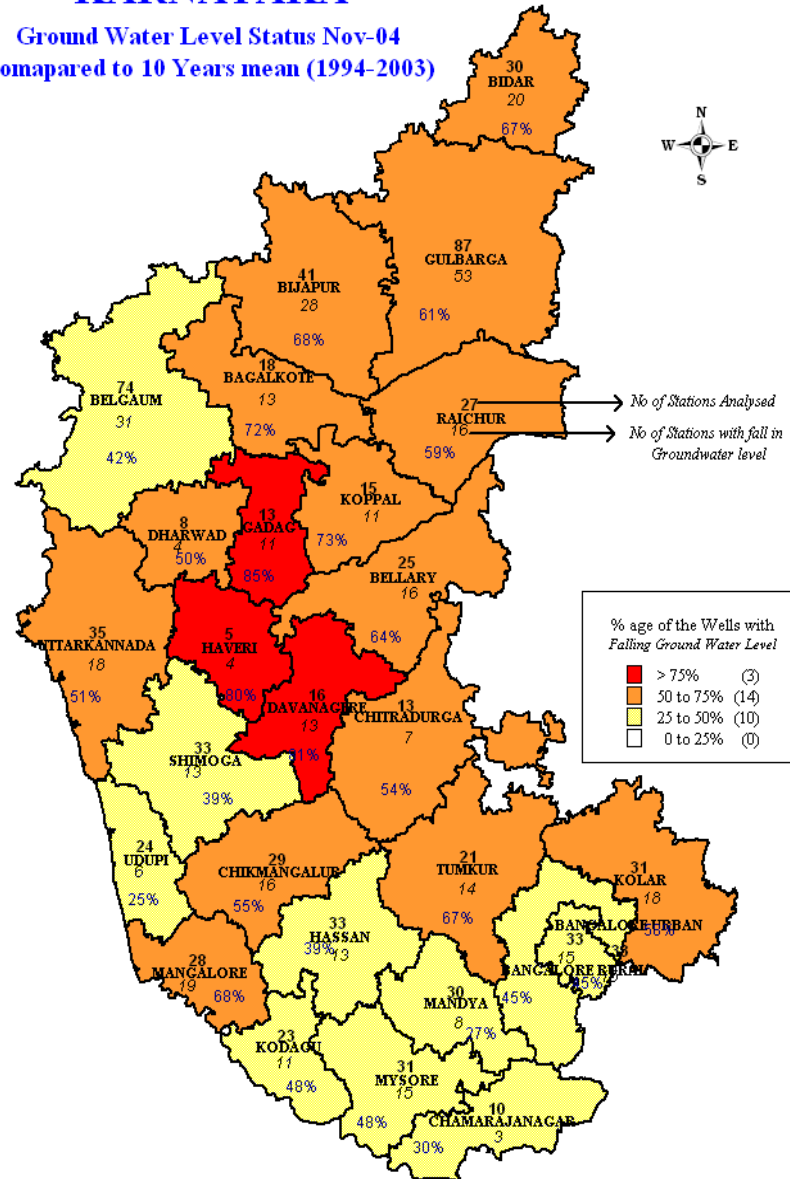 KARNATAKA
Ground Water Level Status Nov-04
omapared to 10 Years mean (1994-2003)
30
BIDAR
20
67%
N
W E
S
87
GULBARGA
53
61%
41
BIJAPUR
28
68%
18
BAGALKOTE
13
72%
74
BELGAUM
31
42%
27
RAICHUR
16
59%
No of Stations Analysed
No of Stations with fall in
Groundwater level
15
KOPPAL
11
73%
13
GADAG
11
85%
8
DHARWAD
4
50%
25
BELLARY
16
64%
35
UTTARKANNADA
18
51%
5
HAVERI
4
80%
16
DAVANAGERE
13
81%
13
CHITRADURGA
7
54%
% age of the Wells with
Falling Ground Water Level
> 75% (3)
50 to 75% (14)
25 to 50% (10)
0 to 25% (0)
33
SHIMOGA
13
39%
24
UDUPI
6
25%
29
CHIKMANGALUR
16
55%
21
TUMKUR
14
67%
31
KOLAR
18
58%
33
HASSAN
13
39%
BANGALORE URBAN
33
15
BANGALORE RURAL
45%
45%
28
MANGALORE
19
68%
30
MANDYA
8
27%
23
KODAGU
11
48%
31
MYSORE
15
48%
10
CHAMARAJANAGAR
3
30%